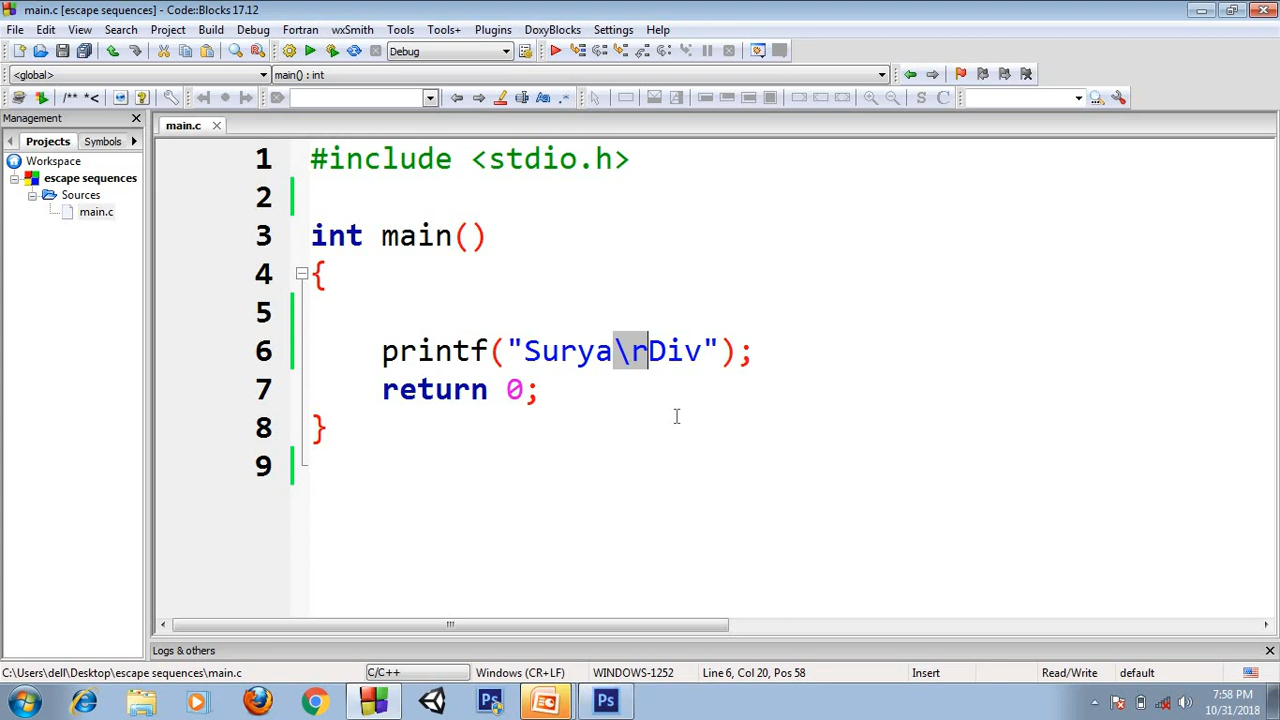 main.c [escape sequences] - Code::Blocks 17.12
File Edit View Search Project Build Debug Fortran wxSmith Tools Tools+ Plugins DoxyBlocks Settings Help
Debug
<global> main() : int
/** *<
S C
Management
main.c
Projects Symbols
Workspace
escape sequences
Sources
main.c
1 #include <stdio.h>
2
3 int main()
4 {
5
6 printf("Surya\rDiv");
7 return 0;
8 }
9
Logs & others
C:\Users\dell\Desktop\escape sequences\main.c C/C++ Windows (CR+LF) WINDOWS-1252 Line 6, Col 20, Pos 58 Insert Read/Write default
Ps Ps
7:58 PM
10/31/2018